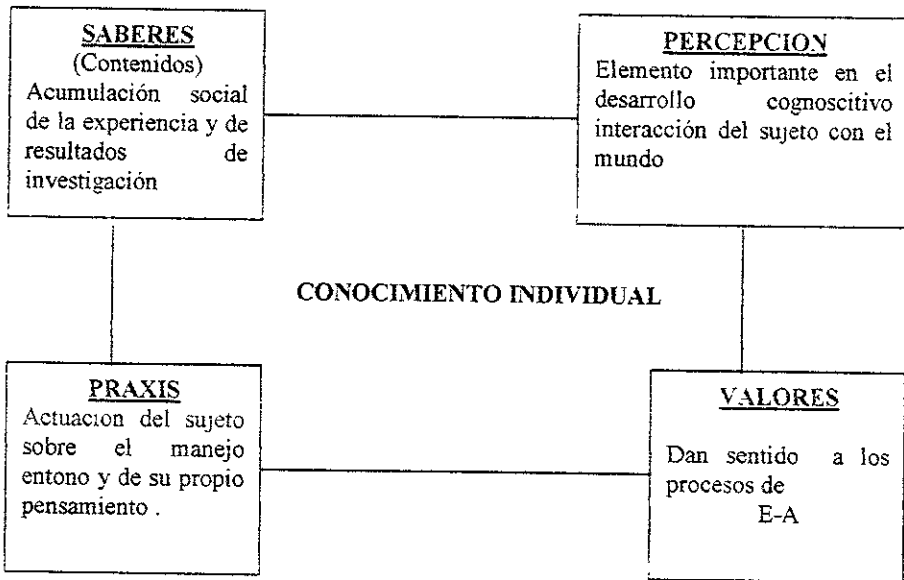 SABERES
(Contenidos)
Acumulación social
de la experiencia y de
resultados de
investigación
PERCEPCION
Elemento importante en el
desarrollo cognoscitivo
interacción del sujeto con el
mundo
CONOCIMIENTO INDIVIDUAL
PRAXIS
Actuacion del sujeto
sobre el manejo
entono y de su propio
pensamiento .
VALORES
Dan sentido a los
procesos de
E-A